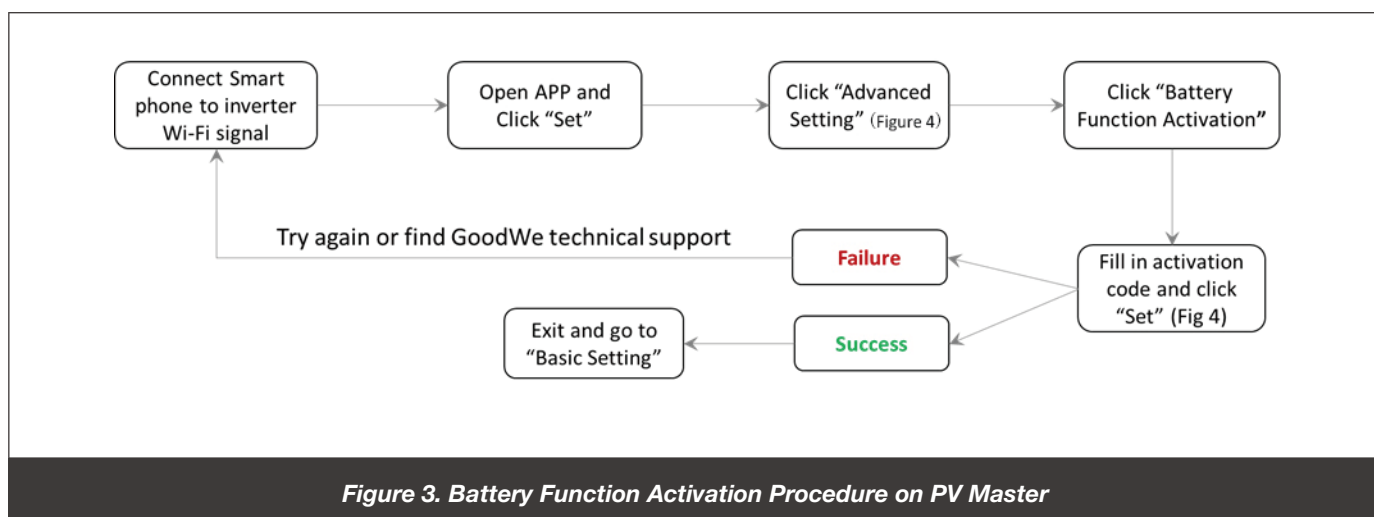 Connect Smart
phone to inverter
Wi-Fi signal
Open APP and
Click “Set”
Click “Advanced
Setting” (Figure 4)
Click “Battery
Function Activation”
Fill in activation
code and click
“Set” (Fig 4)
Failure
Try again or find GoodWe technical support
Success
Exit and go to
“Basic Setting”
Figure 3. Battery Function Activation Procedure on PV Master